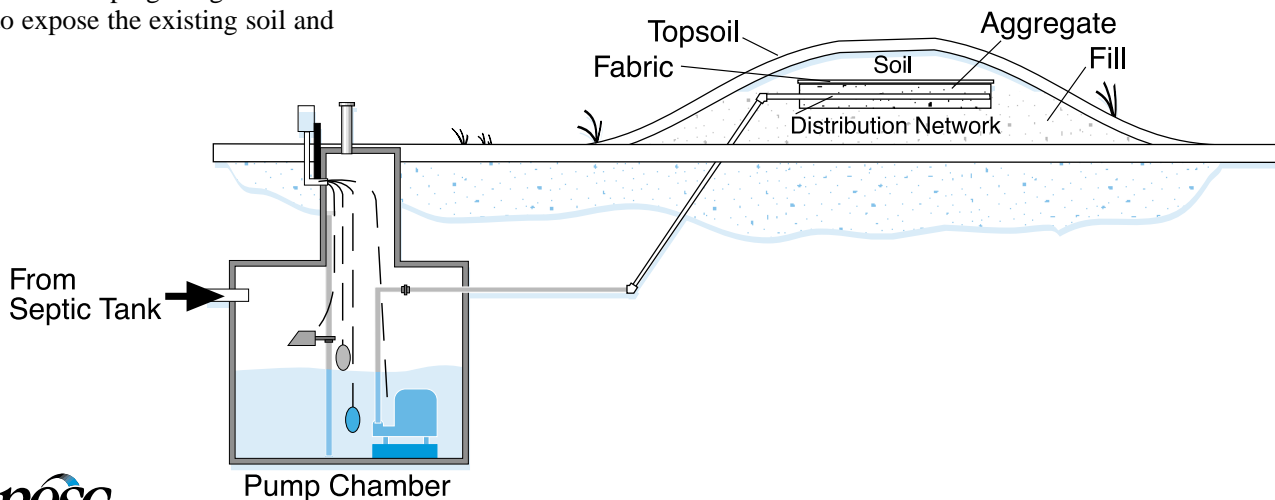 o expose the existing soil and
Topsoil
Aggregate
Fabric
Soil
Fill
Distribution Network
From
Septic Tank
Pump Chamber